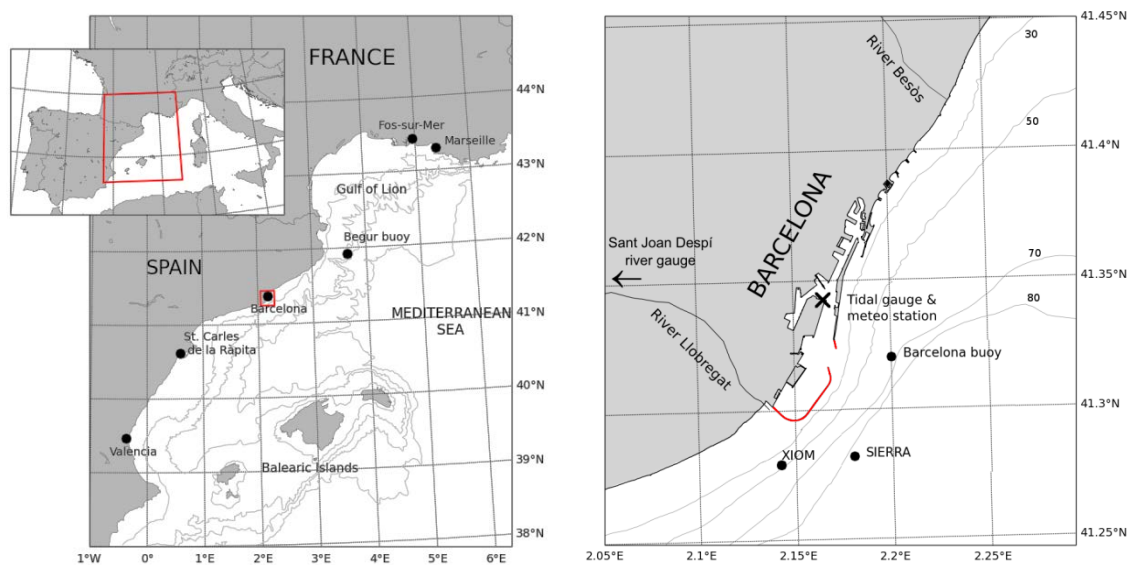 FRANCE
44°N
Fos-sur-Mer
Marseille
43°N
Gulf of Lion
Begur buoy
42°N
SPAIN
Barcelona
MEDITERRANEAN
SEA
41°N
St. Carles
de la Ràpita
40°N
València
Balearic Islands
39°N
38°N
1°W
0°
1°E
2°E
3°E
4°E
5°E
6°E
41.45°N
30
River Besòs
50
41.4°N
BARCELONA
Sant Joan Despí
river gauge
70
41.35°N
80
Tidal gauge &
meteo station
River Llobregat
Barcelona buoy
41.3°N
XIOM
SIERRA
41.25°N
2.05°E
2.1°E
2.15°E
2.2°E
2.25°E